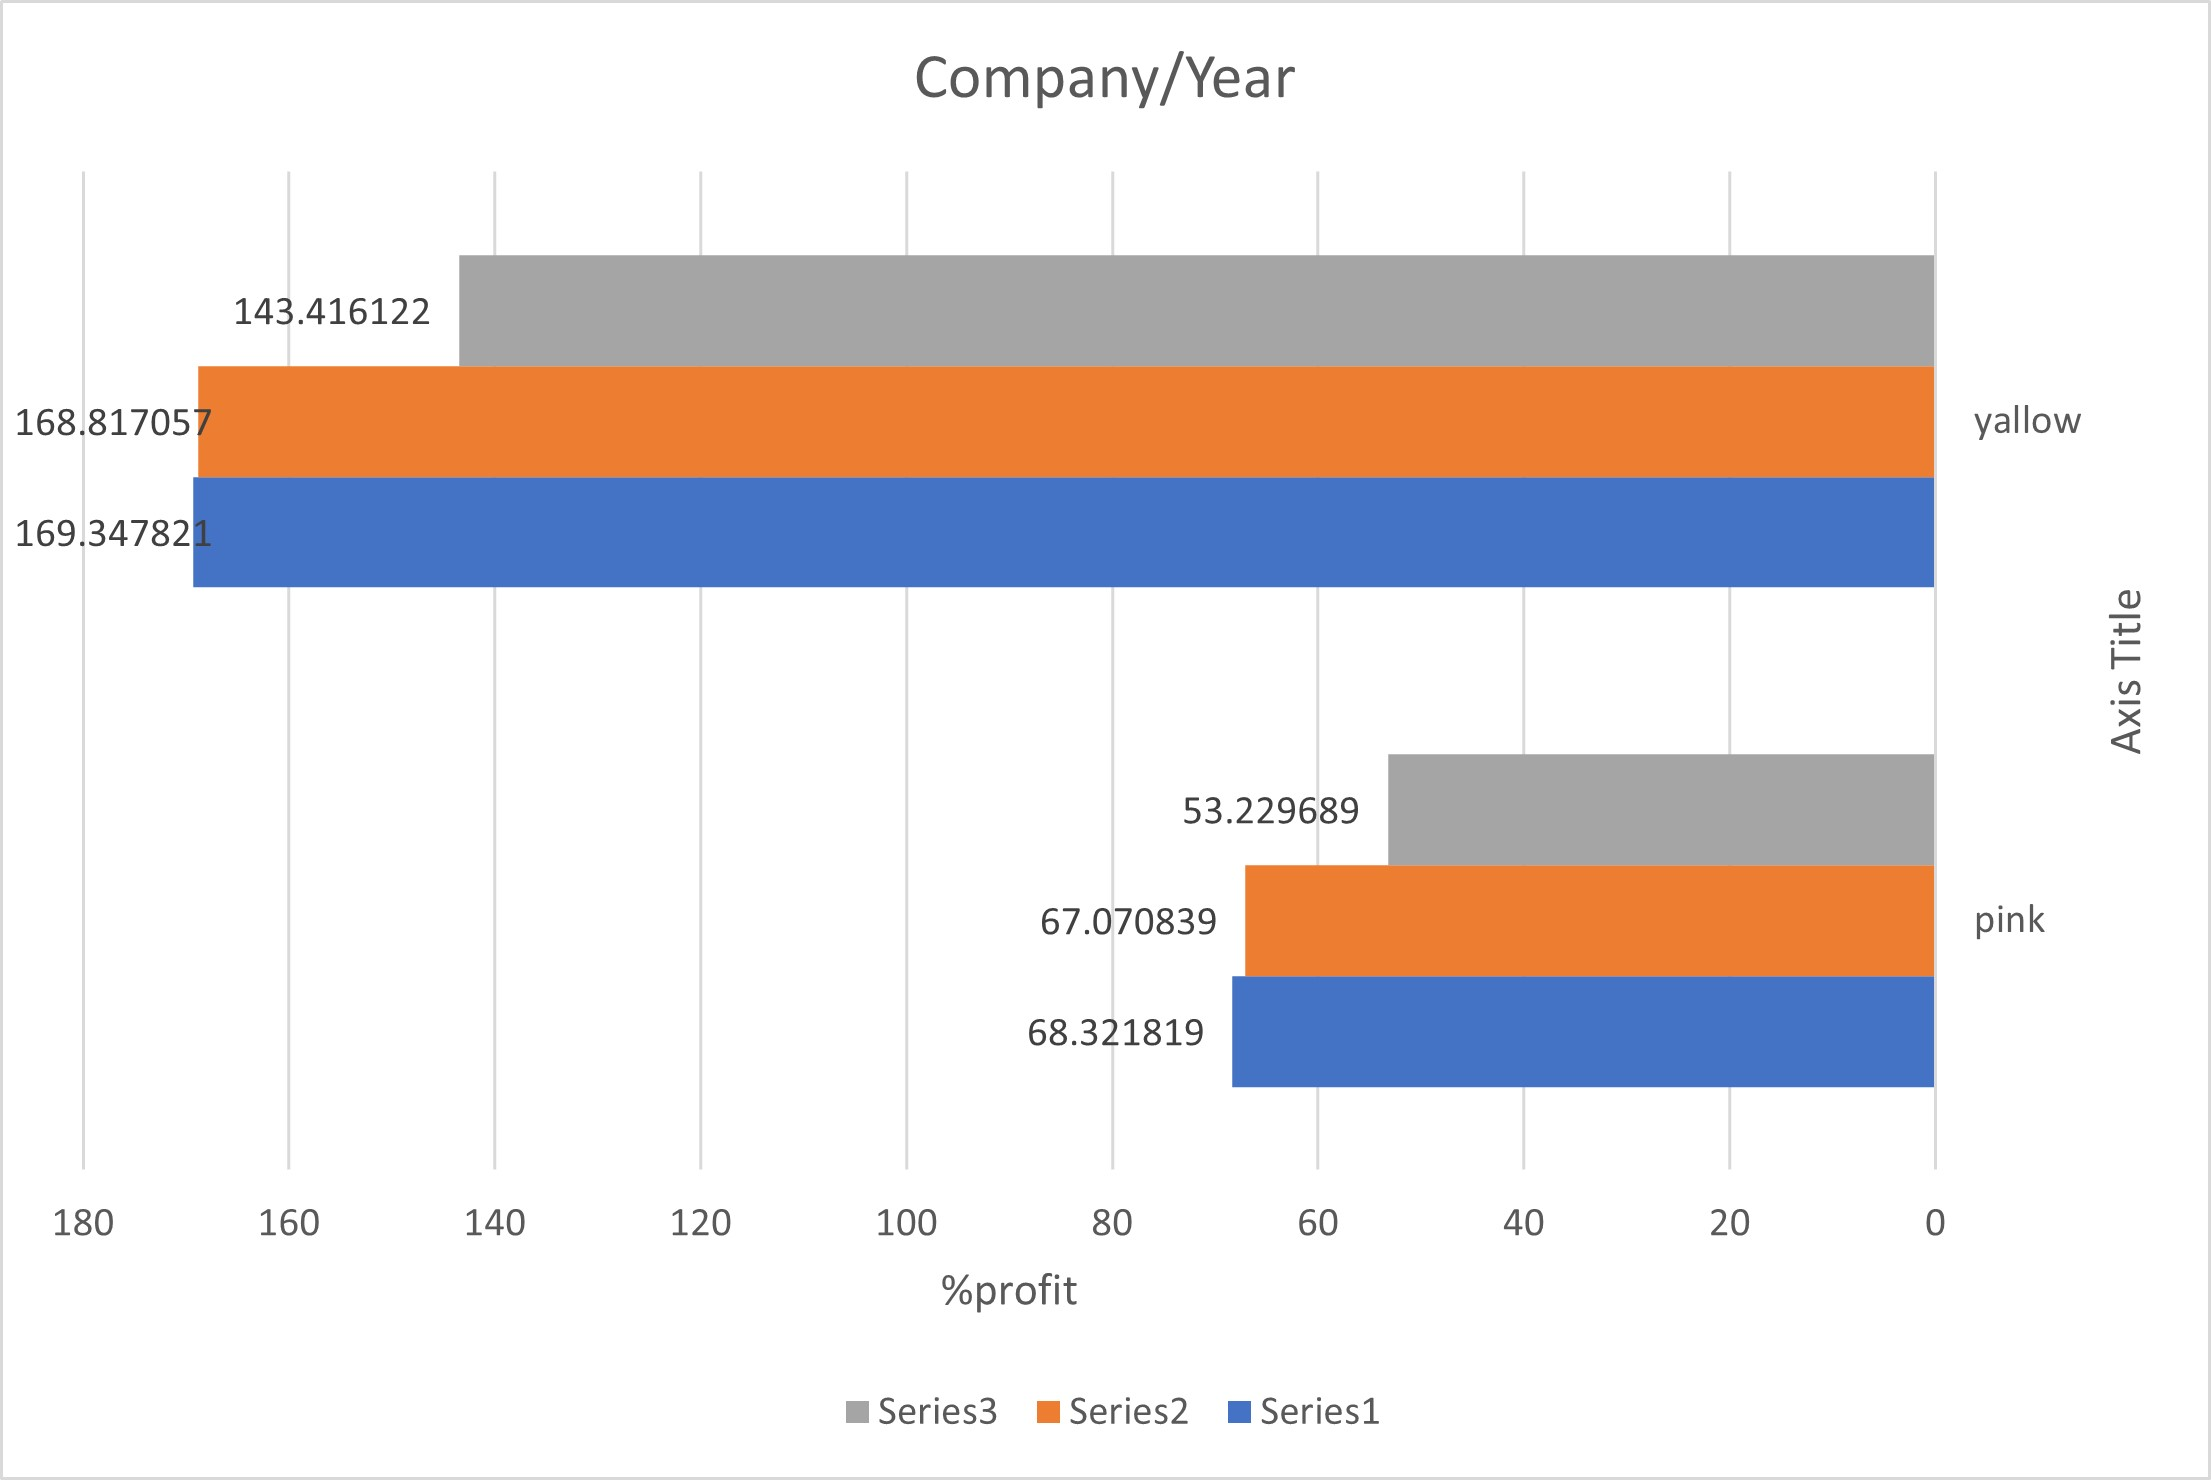 Company/Year
143.416122
168.817057
yallow
169.347821
Axis Title
53.229689
67.070839
pink
68.321819
180 160 140 120 100 80 60 40 20 0
%profit
Series3 Series2 Series1